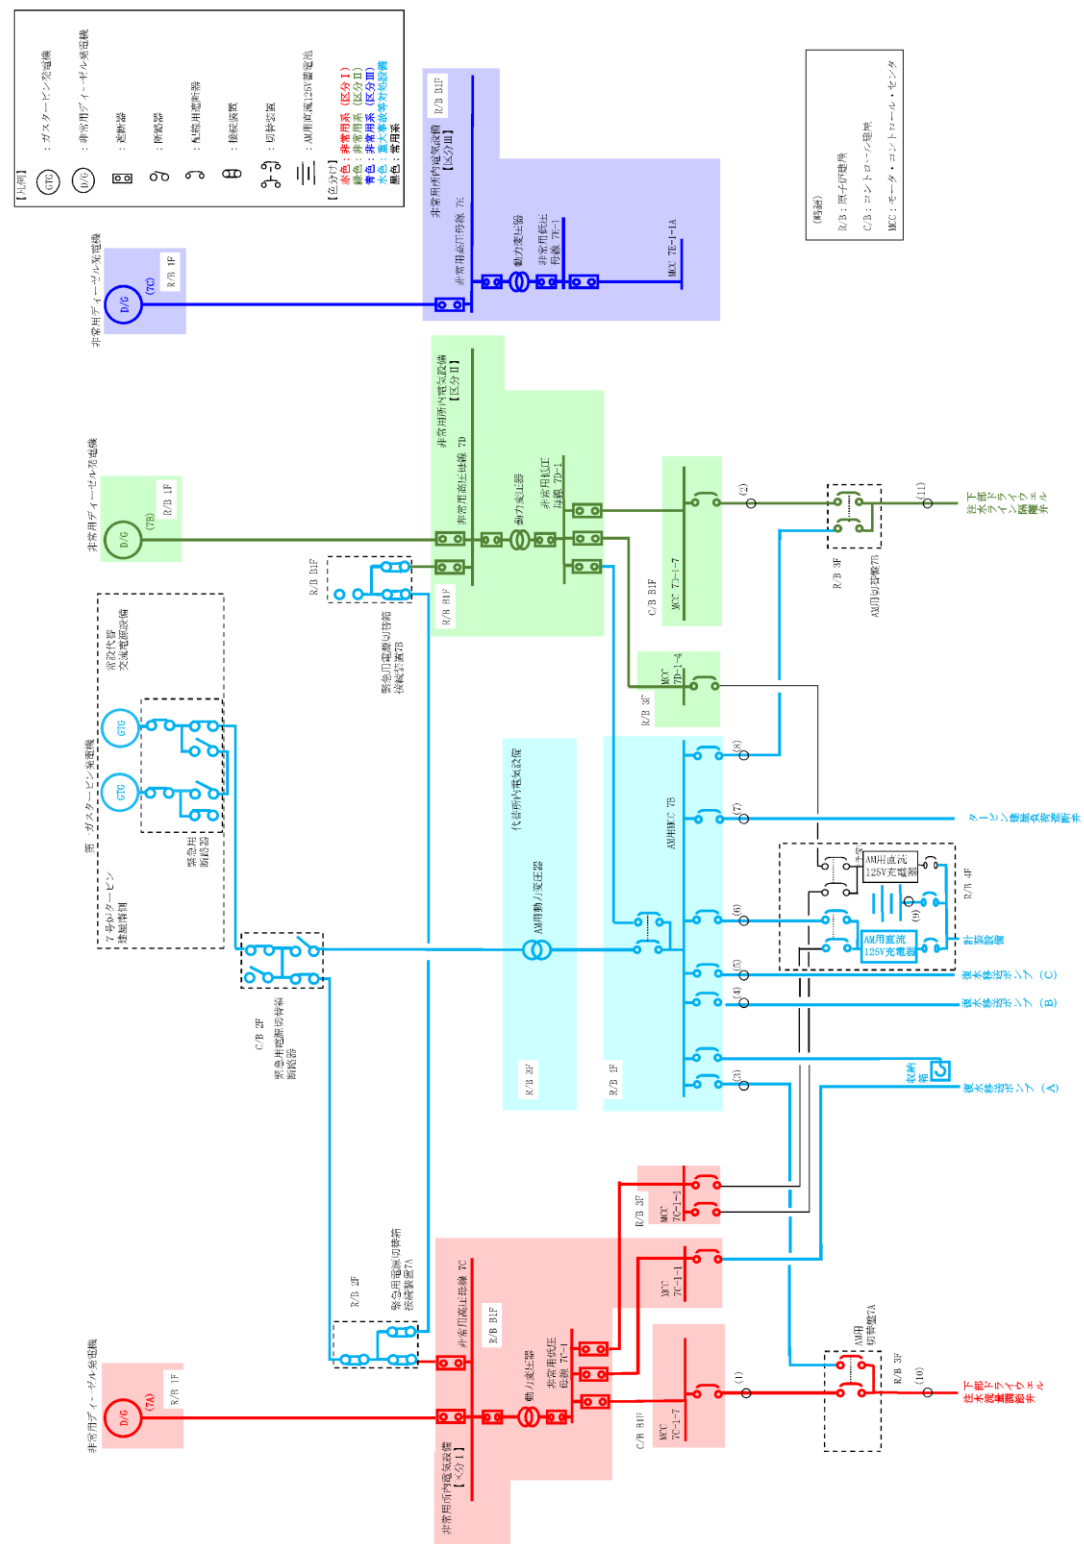 【凡例】
GTG
：ガスタービン発電機
D/G
：非常用ディーゼル発電機
：遮断器
：断路器
：配線用遮断器
：接続装置
：切替装置
：AM用直流125V蓄電池
【色分け】
赤色：非常用系（区分Ⅰ）
緑色：非常用系（区分Ⅱ）
青色：非常用系（区分Ⅲ）
水色：重大事故等対処設備
黒色：常用系
（略語）
R/B：原子炉建屋
C/B：コントロール建屋
MCC：モータ・コントロール・センタ
非常用ディーゼル発電機
D/G
(7C)
R/B 1F
非常用所内電気設備
【区分Ⅲ】
R/B B1F
非常用高圧母線 7E
動力変圧器
非常用低圧
母線 7E-1
MCC 7E-1-1A
非常用ディーゼル発電機
D/G
(7B)
R/B 1F
非常用所内電気設備
【区分Ⅱ】
非常用高圧母線 7D
R/B B1F
動力変圧器
非常用低圧
母線 7D-1
C/B B1F
MCC 7D-1-7
(2)
R/B 3F
AM用切替盤7B
(11)
下部ドライウェル
注水ライン隔離弁
R/B 3F
MCC
7D-1-4
R/B B1F
緊急用電源切替箱
接続装置7B
常設代替
交流電源設備
第一ガスタービン発電機
GTG
GTG
緊急用
断路器
7号炉タービン
建屋南側
C/B 2F
緊急用電源切替箱
断路器
代替所内電気設備
AM用動力変圧器
R/B 2F
AM用MCC 7B
R/B 4F
(8)
(7)
タービン建屋負荷遮断弁
(6)
AM用直流
125V充電器
AM用直流
125V充電器
(9)
R/B 4F
計装設備
(5)
復水移送ポンプ（C）
(4)
復水移送ポンプ（B）
収納
箱
(3)
復水移送ポンプ（A）
R/B 2F
緊急用電源切替箱
接続装置7A
非常用ディーゼル発電機
D/G
(7A)
R/B 1F
非常用所内電気設備
【区分Ⅰ】
非常用高圧母線 7C
R/B B1F
動力変圧器
非常用低圧
母線 7C-1
R/B 3F
MCC
7C-1-1
MCC
7C-1-1
C/B B1F
MCC
7C-1-7
(1)
AM用
切替盤7A
R/B 3F
(10)
下部ドライウェル
注水流量調節弁